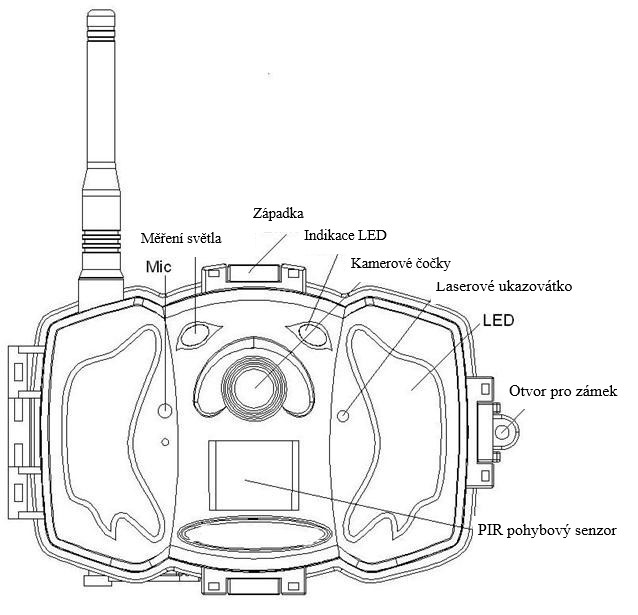 Západka
Měření světla
Indikace LED
Mic
Kamerové čočky
Laserové ukazovátko
LED
Otvor pro zámek
PIR pohybový senzor